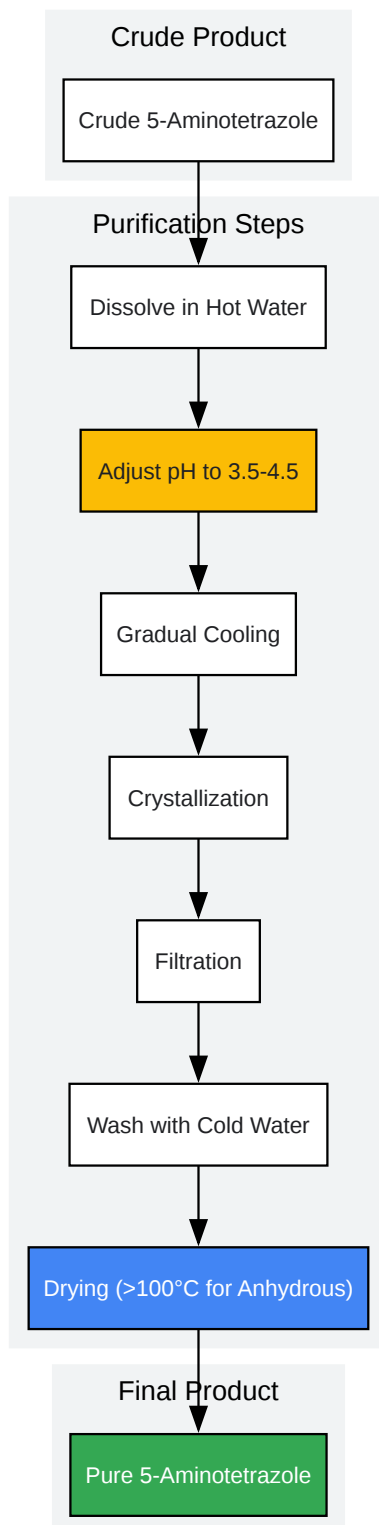 Crude Product
Crude 5-Aminotetrazole
Purification Steps
Dissolve in Hot Water
Adjust pH to 3.5-4.5
Gradual Cooling
Crystallization
Filtration
Wash with Cold Water
Drying (>100°C for Anhydrous)
Final Product
Pure 5-Aminotetrazole